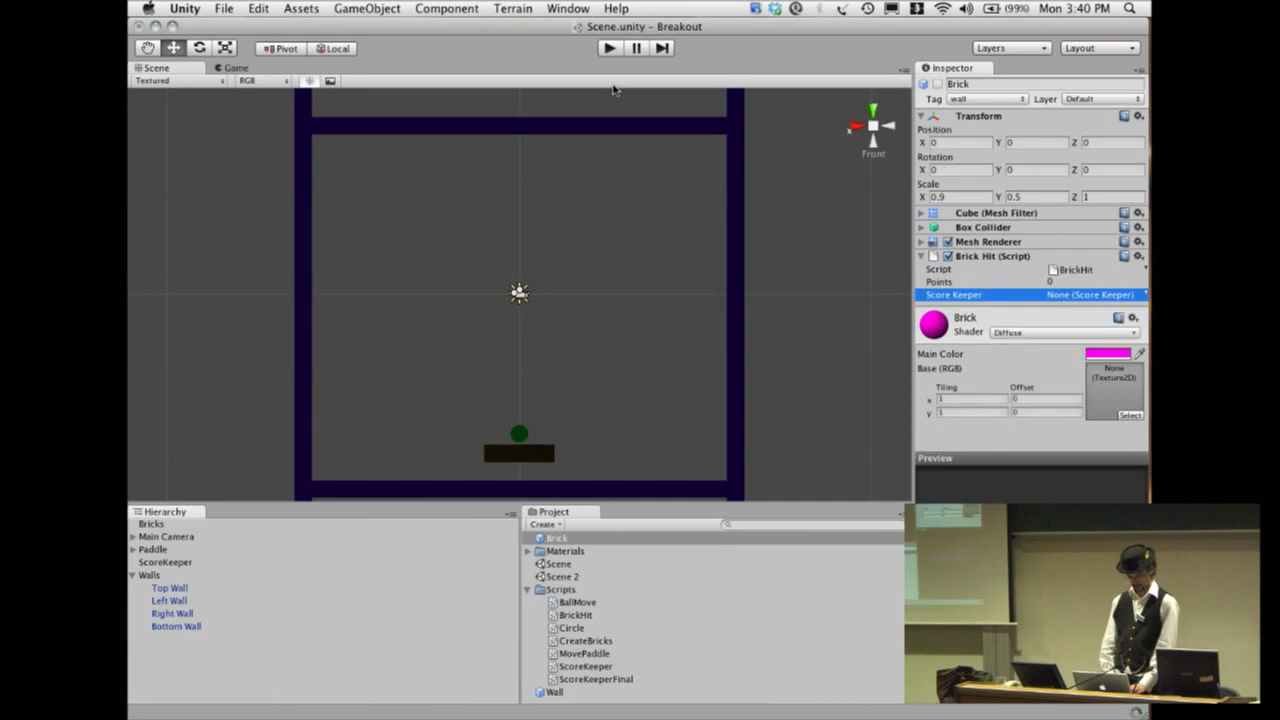 Unity File Edit Assets GameObject Component Terrain Window Help (99%) Mon 3:40 PM
Scene.unity – Breakout
Pivot Local Layers Layout
Scene Game Inspector
Textured RGB
Brick
Tag wall Layer Default
Transform
Position
X 0 Y 0 Z 0
Rotation
X 0 Y 0 Z 0
Scale
X 0.9 Y 0.5 Z 1
x
Front
Cube (Mesh Filter)
Box Collider
Mesh Renderer
Brick Hit (Script)
Script BrickHit
Points 0
Score Keeper None (Score Keeper)
Brick
Shader Diffuse
Main Color
Base (RGB) None
(Texture2D)
Tiling Offset
x 1 0
y 1 0
Select
Preview
Hierarchy
Bricks
Main Camera
Paddle
ScoreKeeper
Walls
Top Wall
Left Wall
Right Wall
Bottom Wall
Project
Create
Brick
Materials
Scene
Scene 2
Scripts
BallMove
BrickHit
Circle
CreateBricks
MovePaddle
ScoreKeeper
ScoreKeeperFinal
Wall